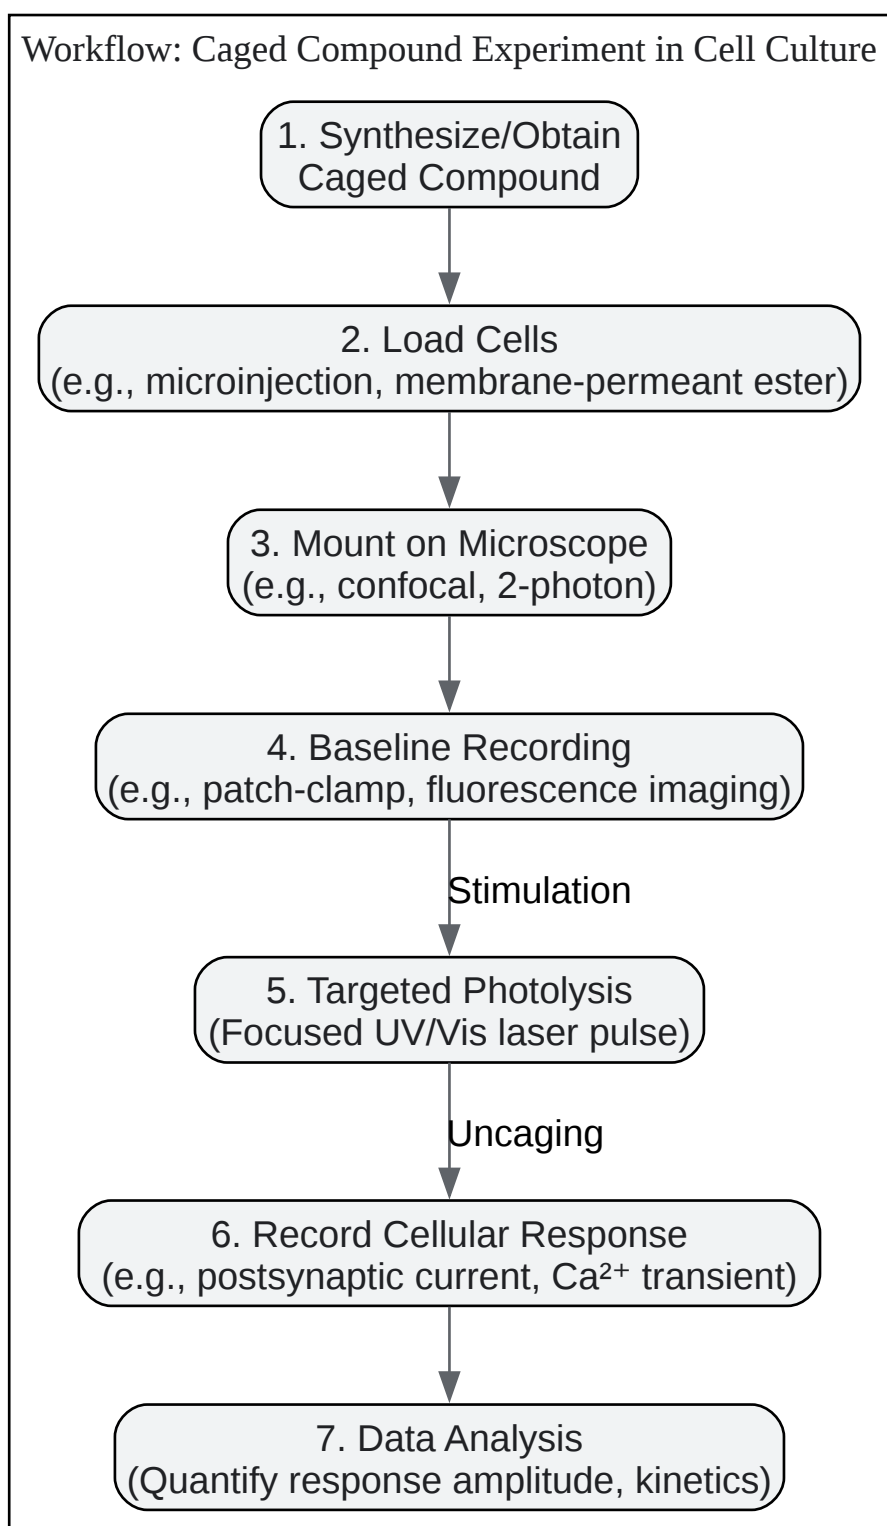 Workflow: Caged Compound Experiment in Cell Culture
1. Synthesize/Obtain
Caged Compound
2. Load Cells
(e.g., microinjection, membrane-permeant ester)
3. Mount on Microscope
(e.g., confocal, 2-photon)
4. Baseline Recording
(e.g., patch-clamp, fluorescence imaging)
Stimulation
5. Targeted Photolysis
(Focused UV/Vis laser pulse)
Uncaging
6. Record Cellular Response
(e.g., postsynaptic current, Ca²⁺ transient)
7. Data Analysis
(Quantify response amplitude, kinetics)